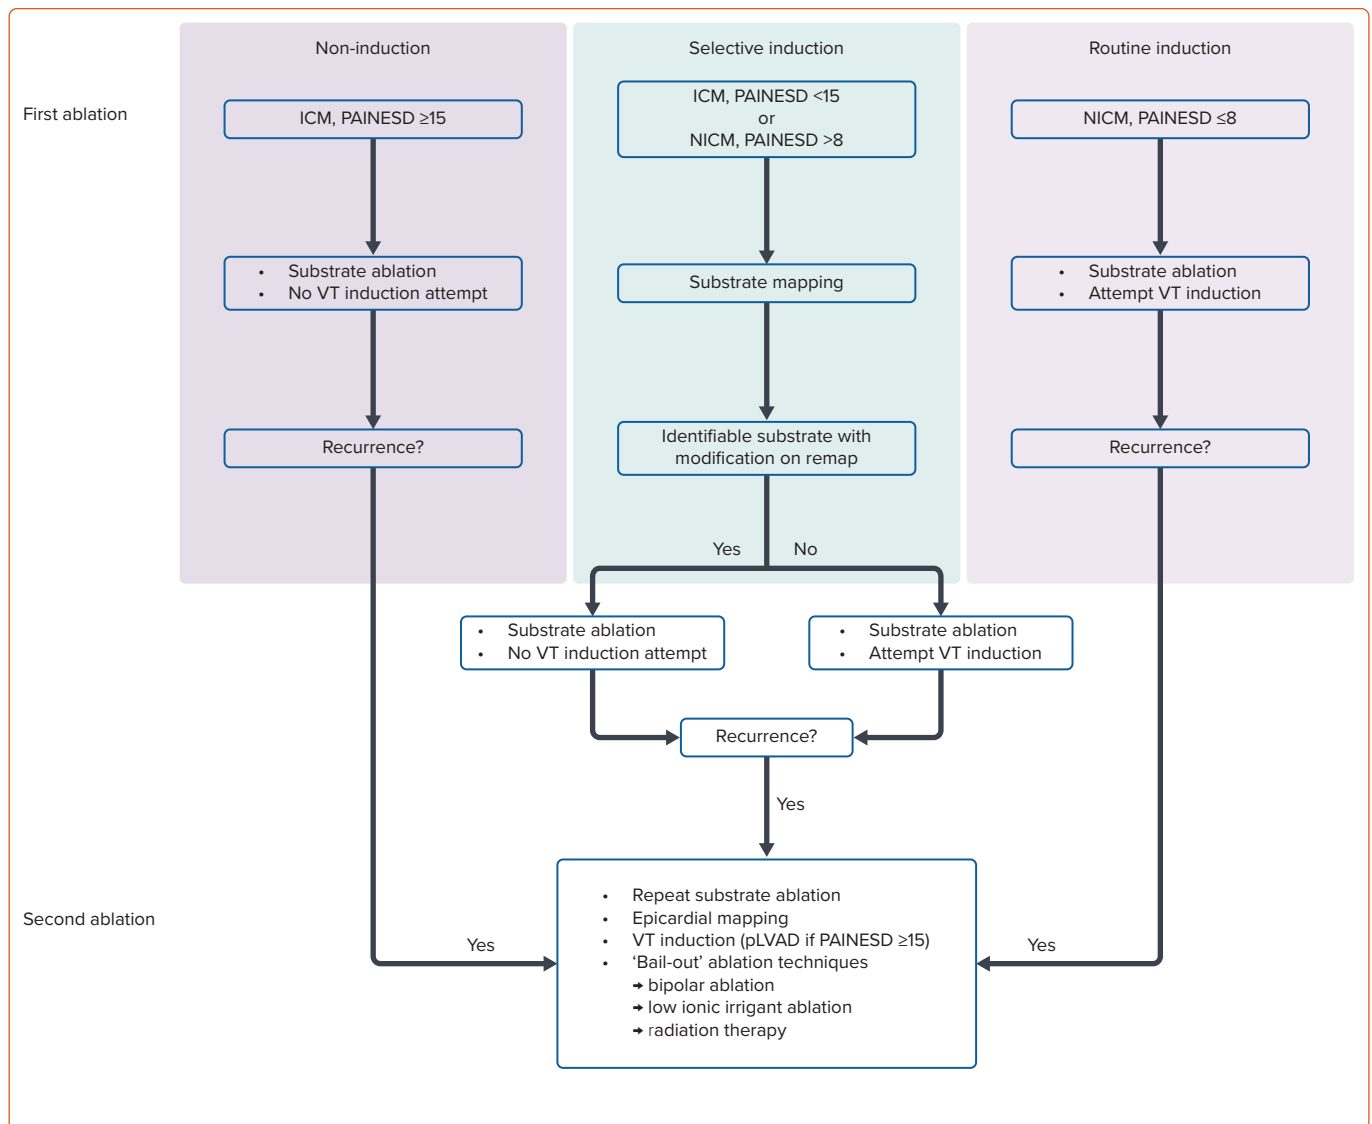 Non-induction
Selective induction
Routine induction
First ablation
ICM, PAINESD ≥15
ICM, PAINESD <15
or
NICM, PAINESD >8
NICM, PAINESD ≤8
• Substrate ablation
• No VT induction attempt
Substrate mapping
• Substrate ablation
• Attempt VT induction
Recurrence?
Identifiable substrate with
modification on remap
Recurrence?
Yes
No
• Substrate ablation
• No VT induction attempt
• Substrate ablation
• Attempt VT induction
Recurrence?
Yes
Second ablation
Yes
• Repeat substrate ablation
• Epicardial mapping
• VT induction (pLVAD if PAINESD ≥15)
• ‘Bail-out’ ablation techniques
➜ bipolar ablation
➜ low ionic irrigant ablation
➜ radiation therapy
Yes